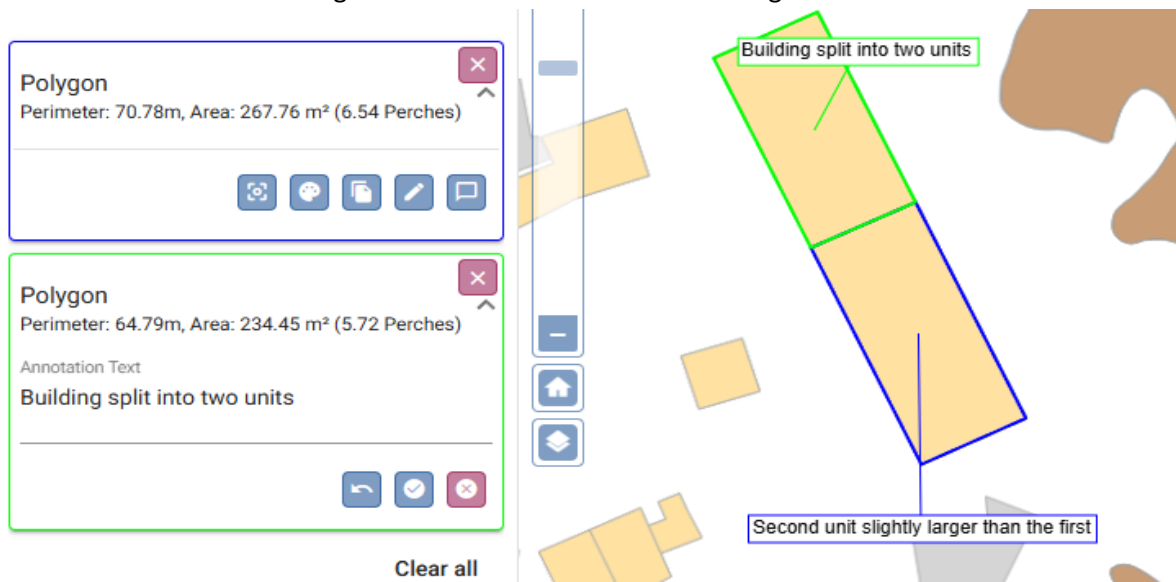 Polygon
Perimeter: 70.78m, Area: 267.76 m² (6.54 Perches)
Polygon
Perimeter: 64.79m, Area: 234.45 m² (5.72 Perches)
Annotation Text
Building split into two units
Clear all
Building split into two units
Second unit slightly larger than the first